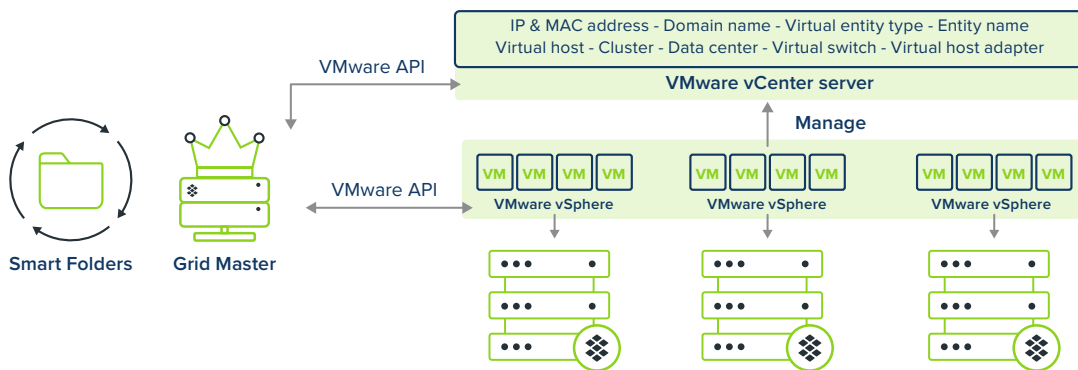 IP & MAC address - Domain name - Virtual entity type - Entity name
Virtual host - Cluster - Data center - Virtual switch - Virtual host adapter
VMware API
VMware vCenter server
Manage
VM VM VM VM
VM VM VM VM
VM VM VM VM
VMware API
VMware vSphere
VMware vSphere
VMware vSphere
Smart Folders
Grid Master